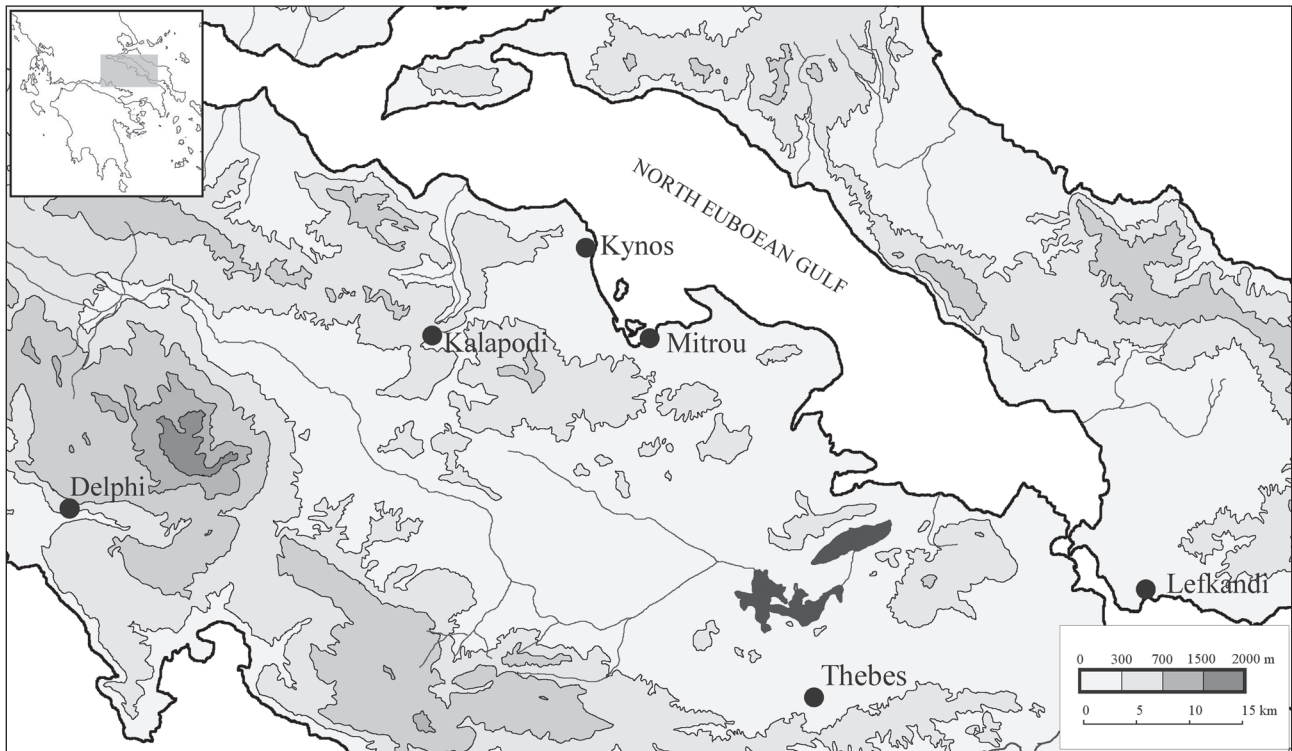 NORTH EUBOEAN GULF
Kynos
Kalapodi
Mitrou
Delphi
Lefkandi
Thebes
0 300 700 1500 2000 m
0 5 10 15 km